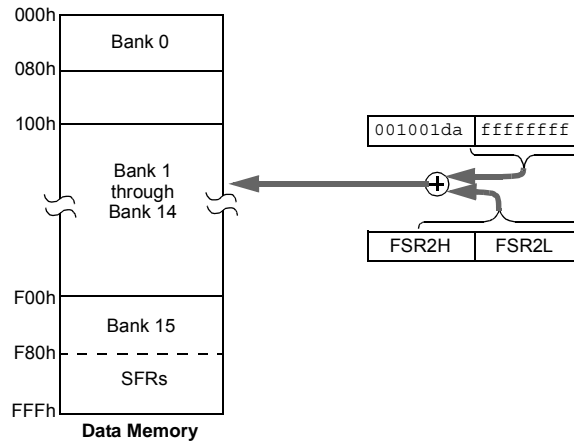 000h
Bank 0
080h
100h
001001da ffffffff
Bank 1
through
Bank 14
FSR2H FSR2L
F00h
Bank 15
F80h
SFRs
FFFh
Data Memory